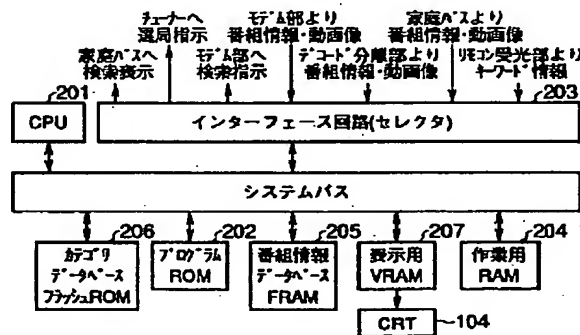 チューナーへ
選局指示
モデム部より
番組情報・動画像
家庭バスより
番組情報・動画像
家庭バスへ
検索表示
モデム部へ
検索指示
デコード分離部より
番組情報・動画像
リモコン受光部より
キーワード情報
201
CPU
203
インターフェース回路(セレクタ)
システムバス
206
カテゴリ
データベース
フラッシュROM
202
プログラム
ROM
205
番組情報
データベース
FRAM
207
表示用
VRAM
204
作業用
RAM
CRT
104